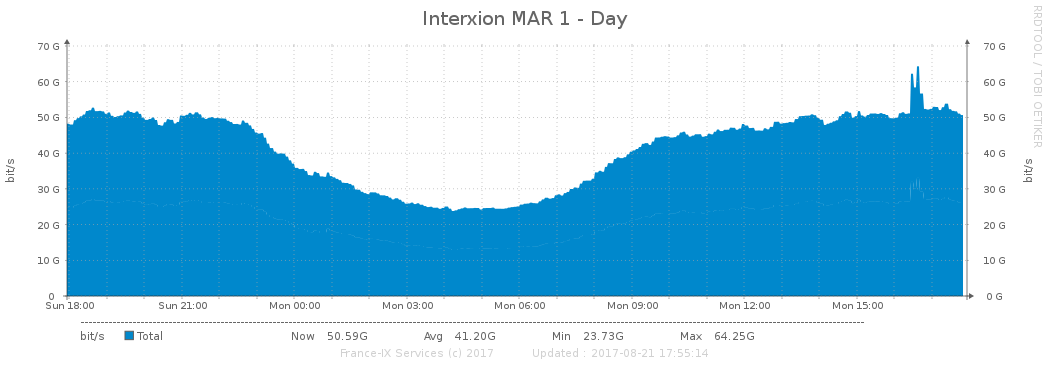 Interxion MAR 1 - Day
RRDTOOL / TOBI OETIKER
70 G 70 G
60 G 60 G
50 G 50 G
40 G 40 G
30 G 30 G
20 G 20 G
10 G 10 G
0 0 G
bit/s bit/s
Sun 18:00 Sun 21:00 Mon 00:00 Mon 03:00 Mon 06:00 Mon 09:00 Mon 12:00 Mon 15:00
bit/s Total Now 50.59G Avg 41.20G Min 23.73G Max 64.25G
France-IX Services (c) 2017 Updated : 2017-08-21 17:55:14